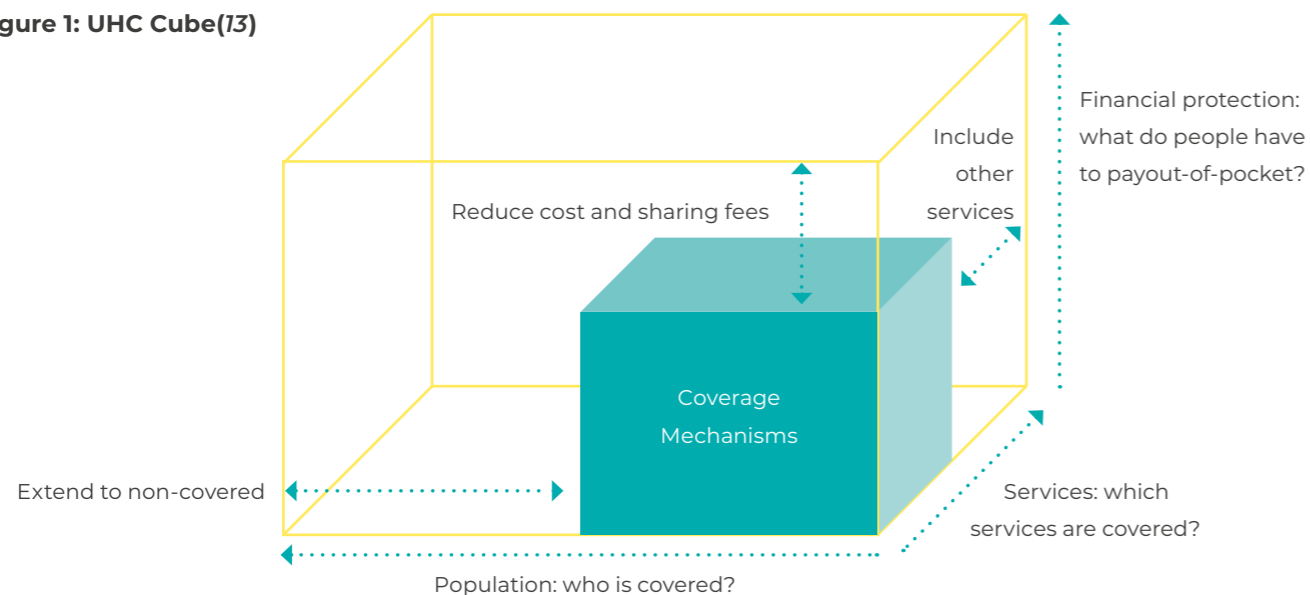 gure 1: UHC Cube(13)
Financial protection:
what do people have
to payout-of-pocket?
Include
other
services
Reduce cost and sharing fees
Coverage
Mechanisms
Extend to non-covered
Services: which
services are covered?
Population: who is covered?